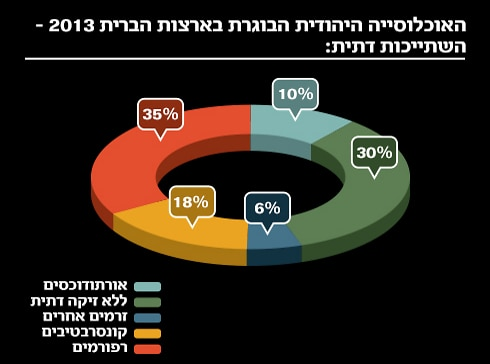 האוכלוסייה היהודית הבוגרת בארצות הברית 2013 -
השתייכות דתית:
10%
35%
30%
18%
6%
אורתודוכסים
ללא זיקה דתית
זרמים אחרים
קונסרבטיבים
רפורמים